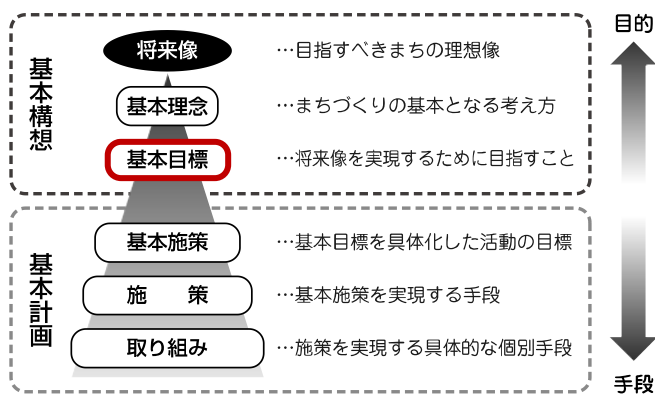 目的
基本構想
将来像 …目指すべきまちの理想像
基本理念 …まちづくりの基本となる考え方
基本目標 …将来像を実現するために目指すこと
基本計画
基本施策 …基本目標を具体化した活動の目標
施　策 …基本施策を実現する手段
取り組み …施策を実現する具体的な個別手段
手段